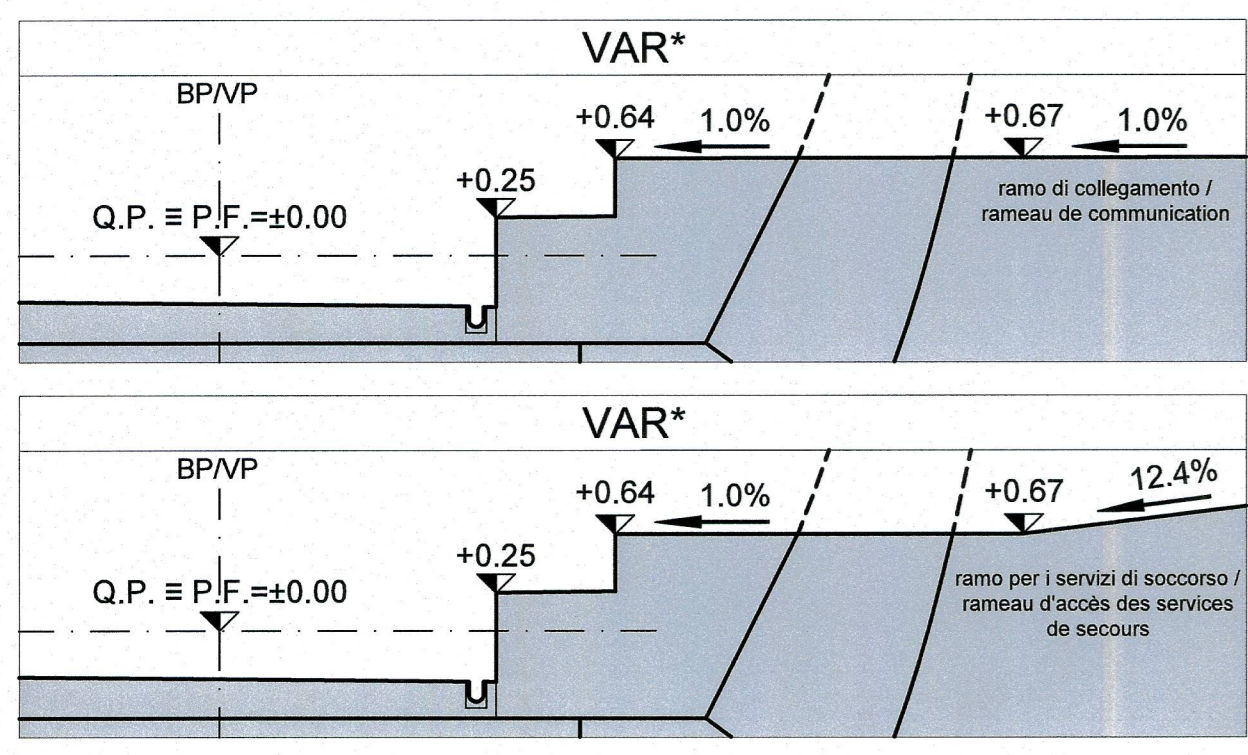 VAR*
BP/VP
+0.64 1.0% +0.67 1.0%
+0.25
ramo di collegamento /
rameau de communication
Q.P. ≡ P.F.=±0.00
VAR*
BP/VP
+0.64 1.0% +0.67 12.4%
+0.25
Q.P. ≡ P.F.=±0.00
ramo per i servizi di soccorso /
rameau d'accès des services
de secours